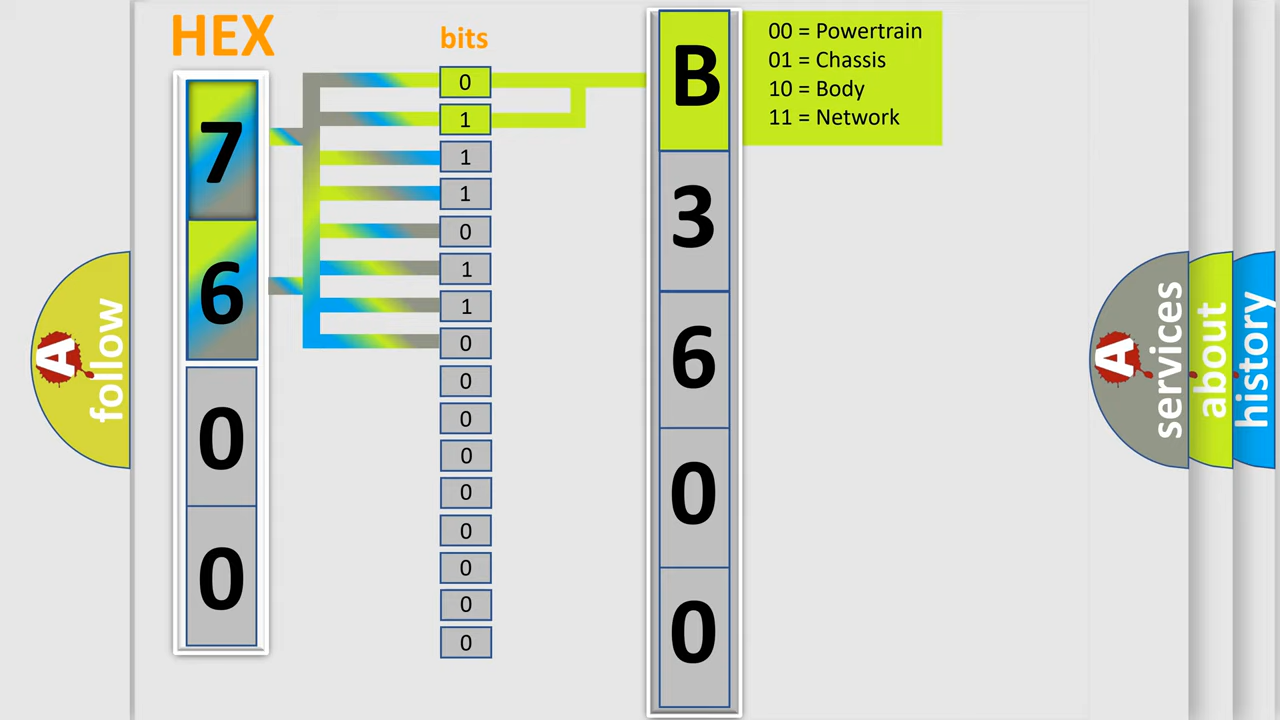 HEX
bits
7
6
0
0
0
1
1
1
0
1
1
0
0
0
0
0
0
0
0
0
B
3
6
0
0
00 = Powertrain
01 = Chassis
10 = Body
11 = Network
A
follow
A
services
about
history